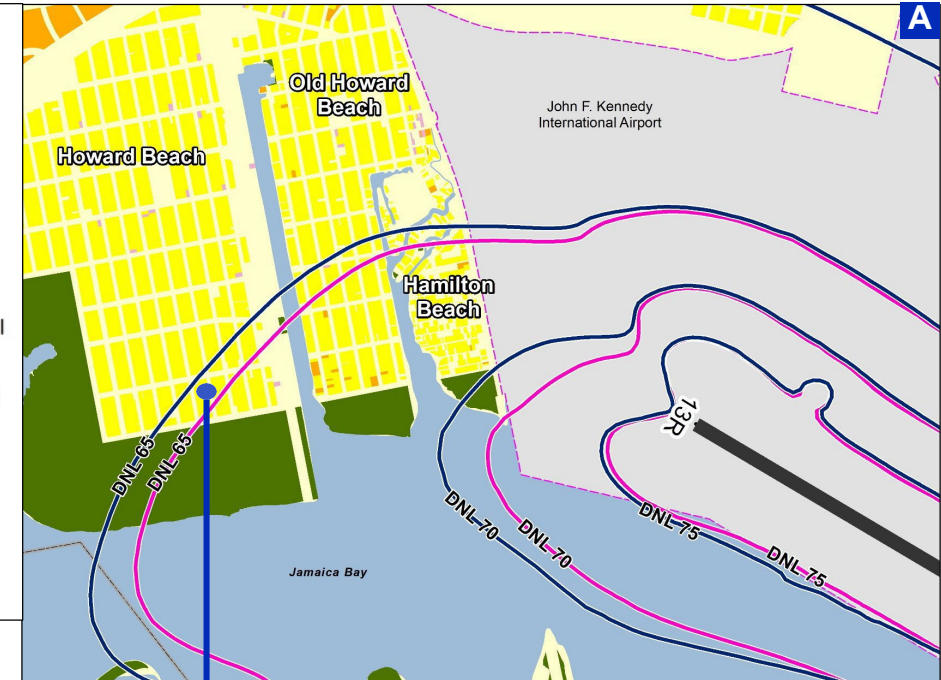 A
Old Howard
Beach
John F. Kennedy
International Airport
Howard Beach
Hamilton
Beach
13R
DNL 65
DNL 65
DNL 70
DNL 75
DNL 70
DNL 75
Jamaica Bay